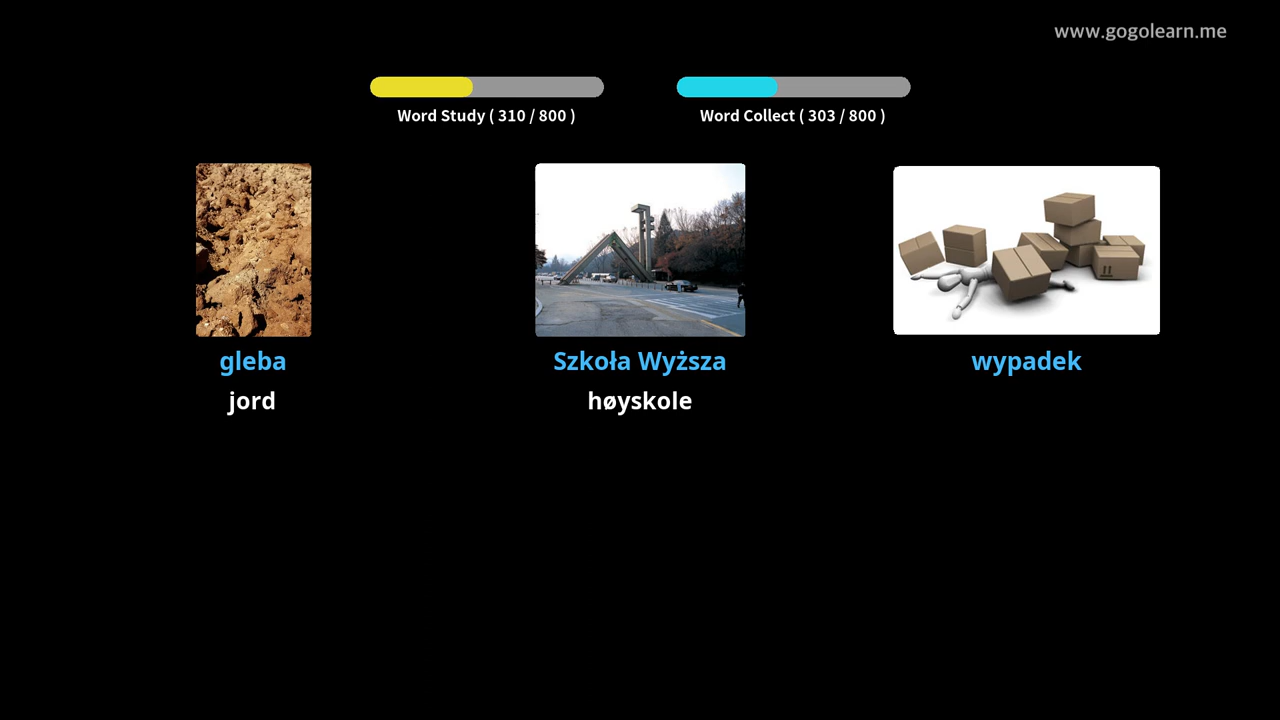 www.gogolearn.me
Word Study ( 310 / 800 )
Word Collect ( 303 / 800 )
gleba
Szkoła Wyższa
wypadek
jord
høyskole